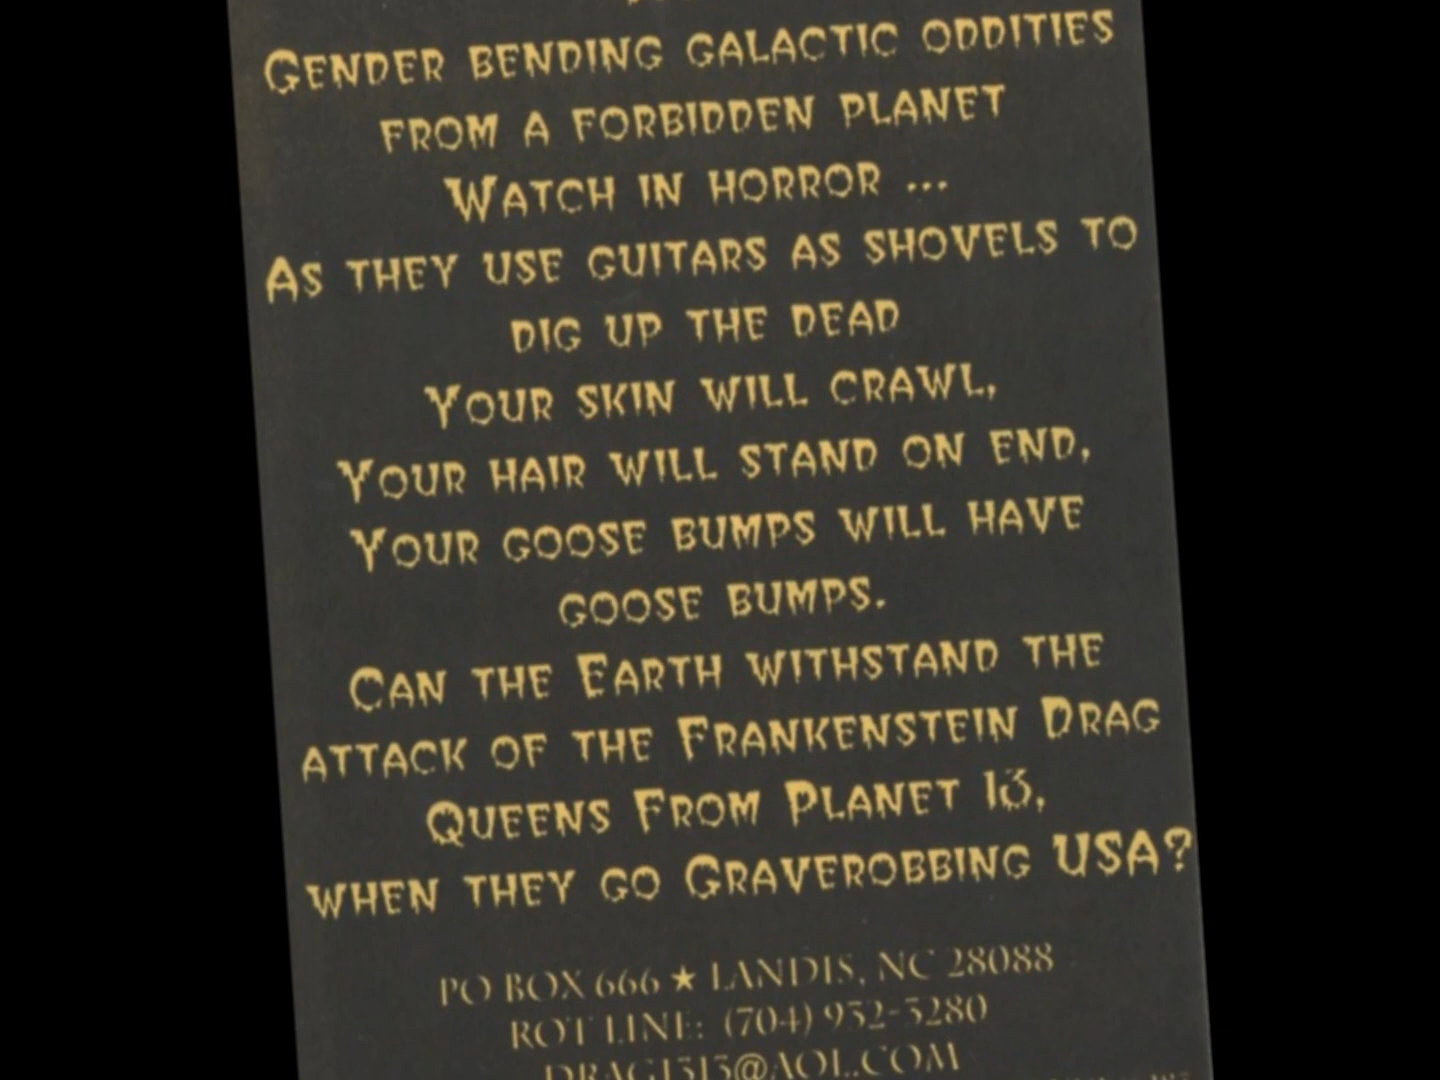 GENDER BENDING GALACTIC ODDITIES
FROM A FORBIDDEN PLANET
WATCH IN HORROR ...
AS THEY USE GUITARS AS SHOVELS TO
DIG UP THE DEAD
YOUR SKIN WILL CRAWL,
YOUR HAIR WILL STAND ON END,
YOUR GOOSE BUMPS WILL HAVE
GOOSE BUMPS.
CAN THE EARTH WITHSTAND THE
ATTACK OF THE FRANKENSTEIN DRAG
QUEENS FROM PLANET 13,
WHEN THEY GO GRAVEROBBING USA?
PO BOX 666 ★ LANDIS, NC 28088
ROT LINE: (704) 932-3280
DRAG1313@AOL.COM